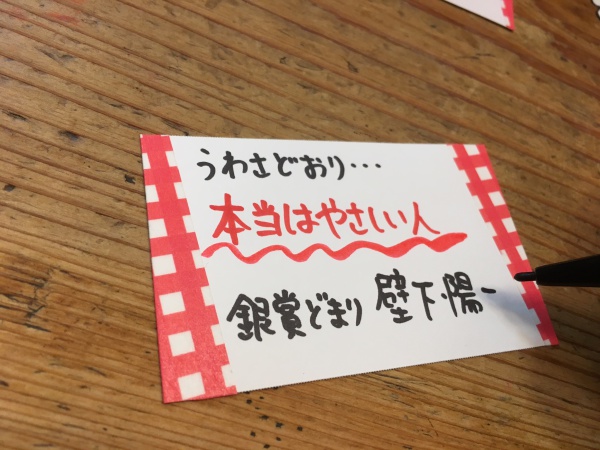 うわさどおり・・・
本当はやさしい人
銀賞どまり 壁下陽一